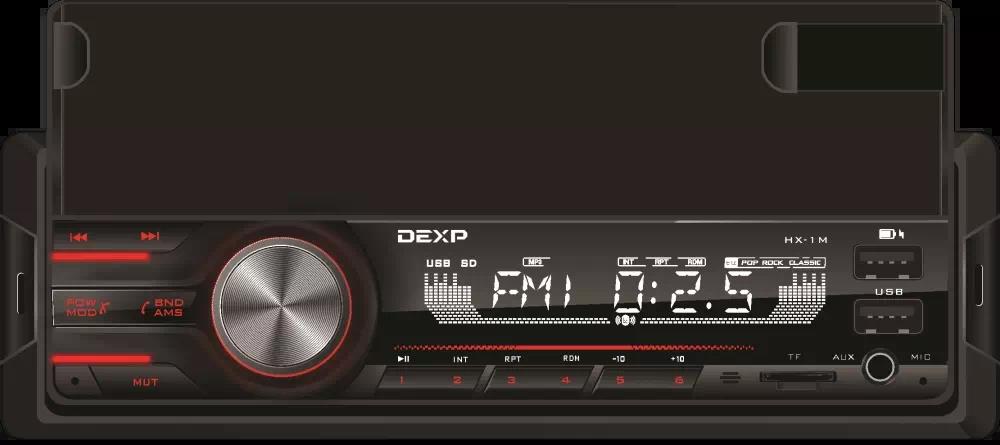 DEXP
HX-1M
USB SD
MP3
INT RPT RDM
EQ POP ROCK CLASSIC
FM1 0:2.5
USB
POW
MOD
BND
AMS
MUT
INT RPT RDM -10 +10
1 2 3 4 5 6
TF AUX MIC